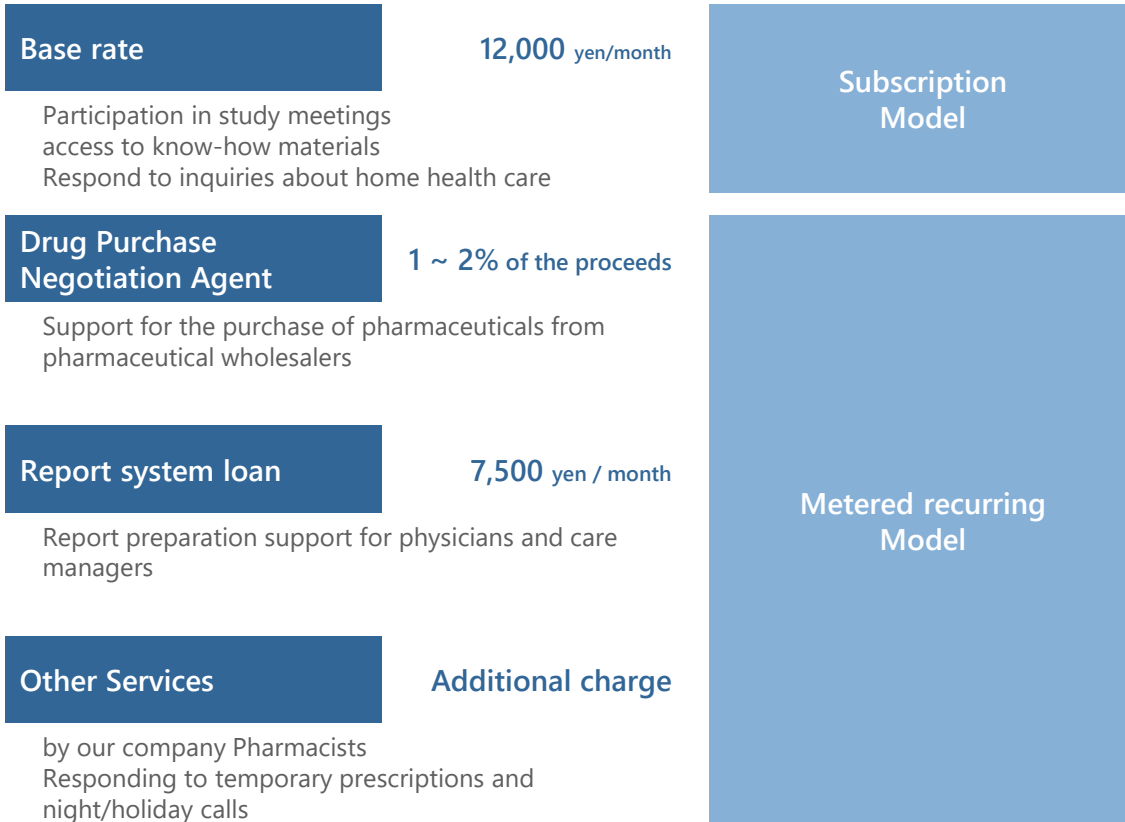 Base rate
12,000 yen/month
Participation in study meetings
access to know-how materials
Respond to inquiries about home health care
Subscription
Model
Drug Purchase
Negotiation Agent
1 ~ 2% of the proceeds
Support for the purchase of pharmaceuticals from
pharmaceutical wholesalers
Report system loan
7,500 yen / month
Report preparation support for physicians and care
managers
Metered recurring
Model
Other Services
Additional charge
by our company Pharmacists
Responding to temporary prescriptions and
night/holiday calls